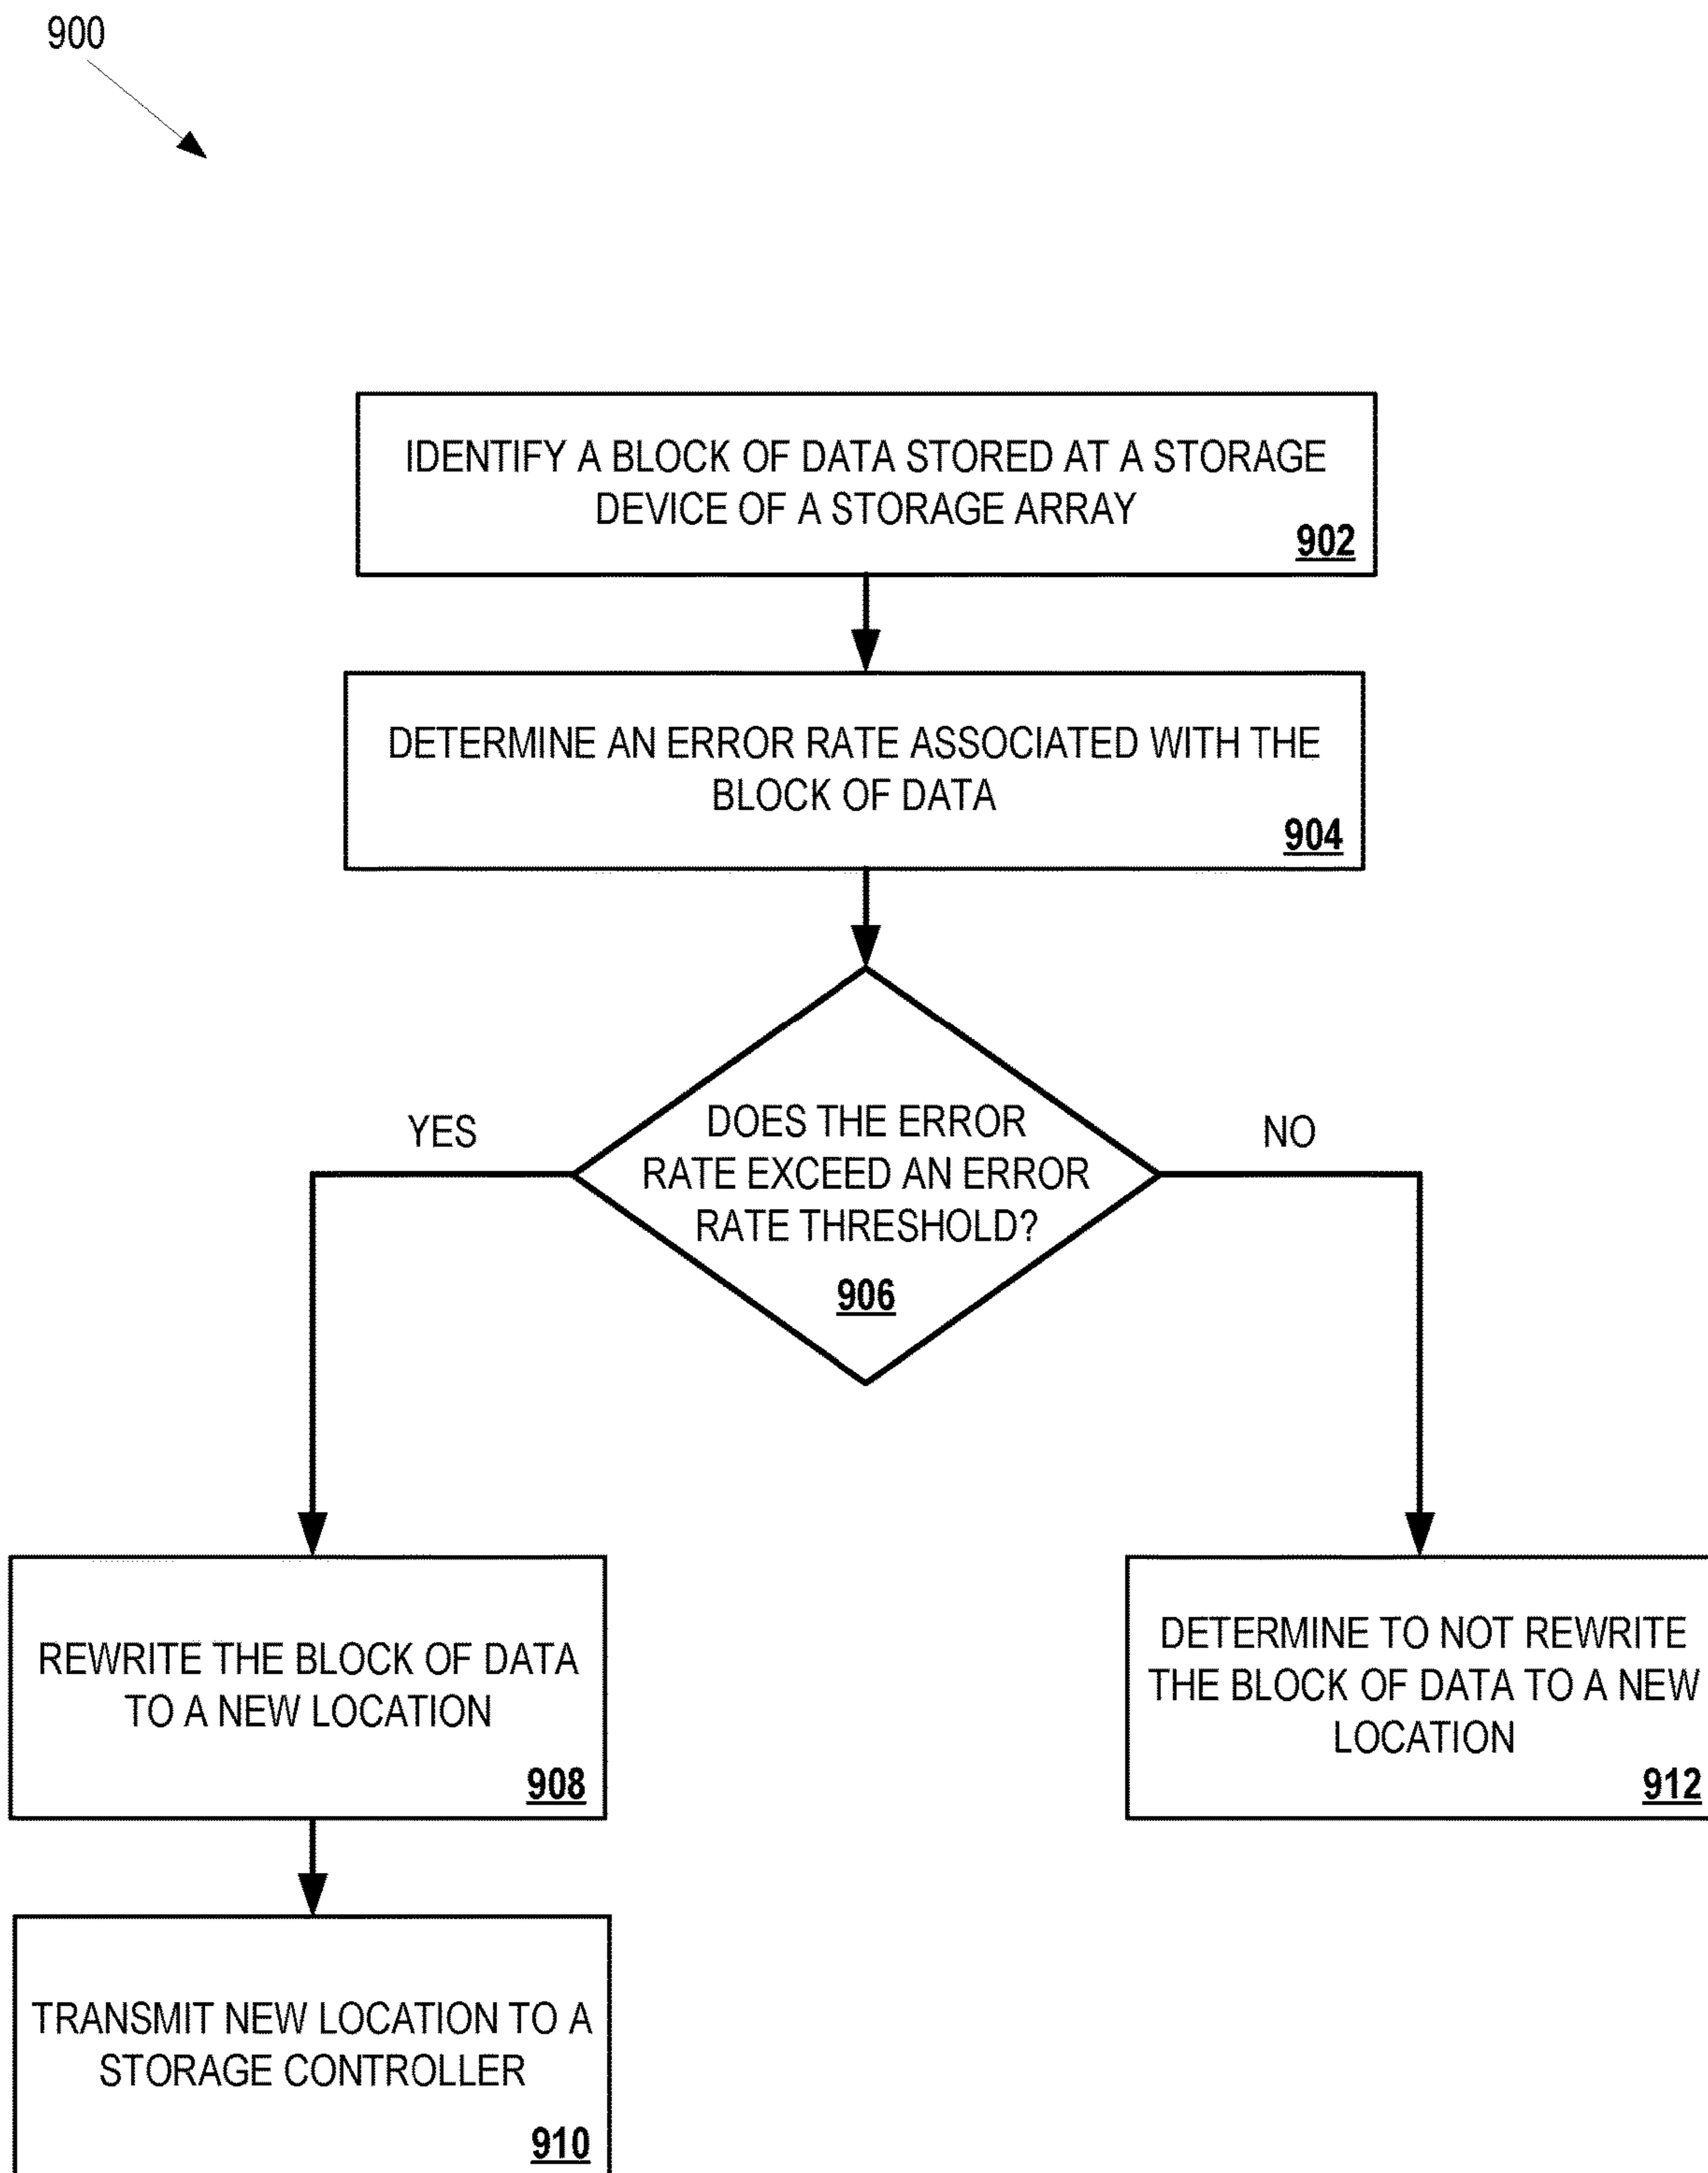 900
IDENTIFY A BLOCK OF DATA STORED AT A STORAGE
DEVICE OF A STORAGE ARRAY
902
DETERMINE AN ERROR RATE ASSOCIATED WITH THE
BLOCK OF DATA
904
DOES THE ERROR
RATE EXCEED AN ERROR
RATE THRESHOLD?
906
YES
NO
REWRITE THE BLOCK OF DATA
TO A NEW LOCATION
908
DETERMINE TO NOT REWRITE
THE BLOCK OF DATA TO A NEW
LOCATION
912
TRANSMIT NEW LOCATION TO A
STORAGE CONTROLLER
910